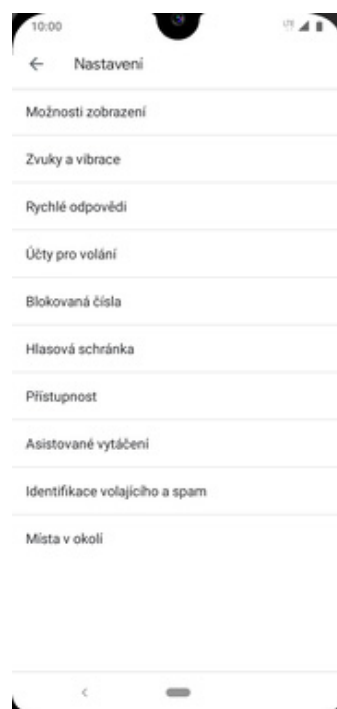 10:00
LTE
Nastavení
Možnosti zobrazení
Zvuky a vibrace
Rychlé odpovědi
Účty pro volání
Blokovaná čísla
Hlasová schránka
Přístupnost
Asistované vytáčení
Identifikace volajícího a spam
Místa v okolí